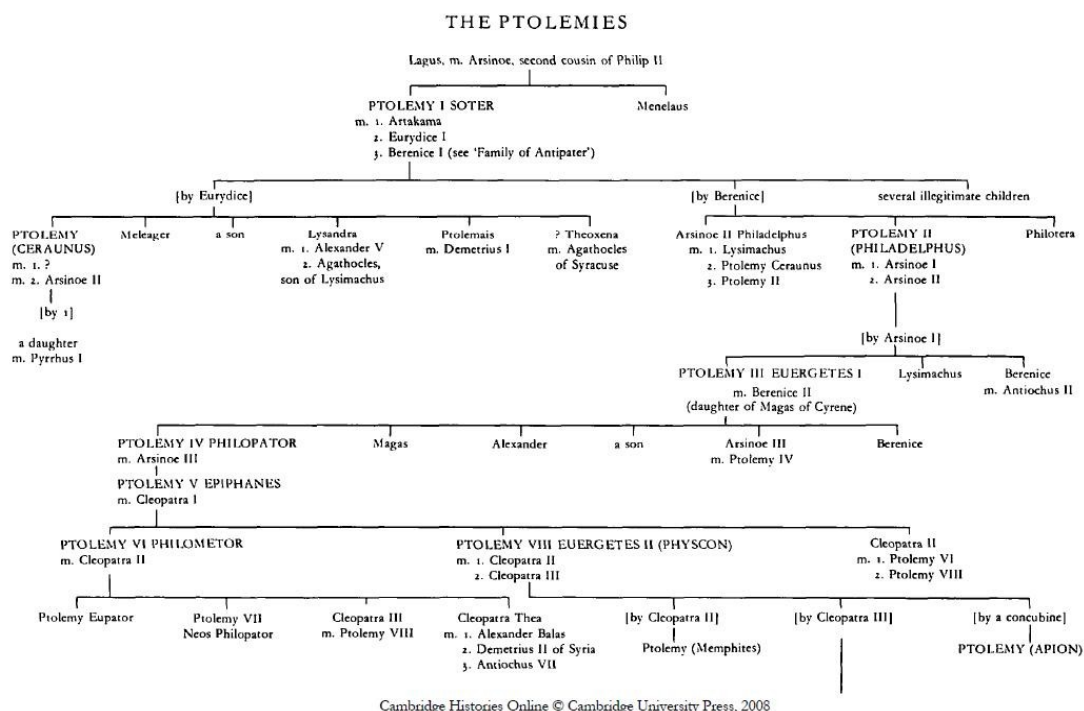 THE PTOLEMIES
Lagus, m. Arsinoe, second cousin of Philip II
PTOLEMY I SOTER
m. 1. Artakama
2. Eurydice I
3. Berenice I (see 'Family of Antipater')
Menelaus
[by Eurydice]
[by Berenice]
several illegitimate children
PTOLEMY
(CERAUNUS)
m. 1. ?
m. 2. Arsinoe II
[by 1]
a daughter
m. Pyrrhus I
Meleager
a son
Lysandra
m. 1. Alexander V
2. Agathocles,
son of Lysimachus
Ptolemais
m. Demetrius I
? Theoxena
m. Agathocles
of Syracuse
Arsinoe II Philadelphus
m. 1. Lysimachus
2. Ptolemy Ceraunus
3. Ptolemy II
PTOLEMY II
(PHILADELPHUS)
m. 1. Arsinoe I
2. Arsinoe II
Philotera
[by Arsinoe I]
PTOLEMY III EUERGETES I
m. Berenice II
(daughter of Magas of Cyrene)
Lysimachus
Berenice
m. Antiochus II
PTOLEMY IV PHILOPATOR
m. Arsinoe III
Magas
Alexander
a son
Arsinoe III
m. Ptolemy IV
Berenice
PTOLEMY V EPIPHANES
m. Cleopatra I
PTOLEMY VI PHILOMETOR
m. Cleopatra II
PTOLEMY VIII EUERGETES II (PHYSCON)
m. 1. Cleopatra II
2. Cleopatra III
Cleopatra II
m. 1. Ptolemy VI
2. Ptolemy VIII
Ptolemy Eupator
Ptolemy VII
Neos Philopator
Cleopatra III
m. Ptolemy VIII
Cleopatra Thea
m. 1. Alexander Balas
2. Demetrius II of Syria
3. Antiochus VII
[by Cleopatra II]
Ptolemy (Memphites)
[by Cleopatra III]
[by a concubine]
PTOLEMY (APION)
Cambridge Histories Online © Cambridge University Press, 2008